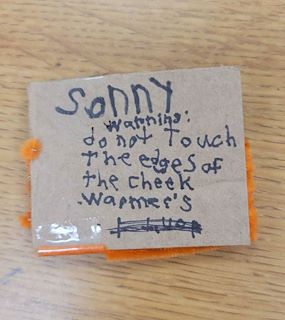 Sonny
Warning:
do not Touch
The edges of
the cheek
warmer's